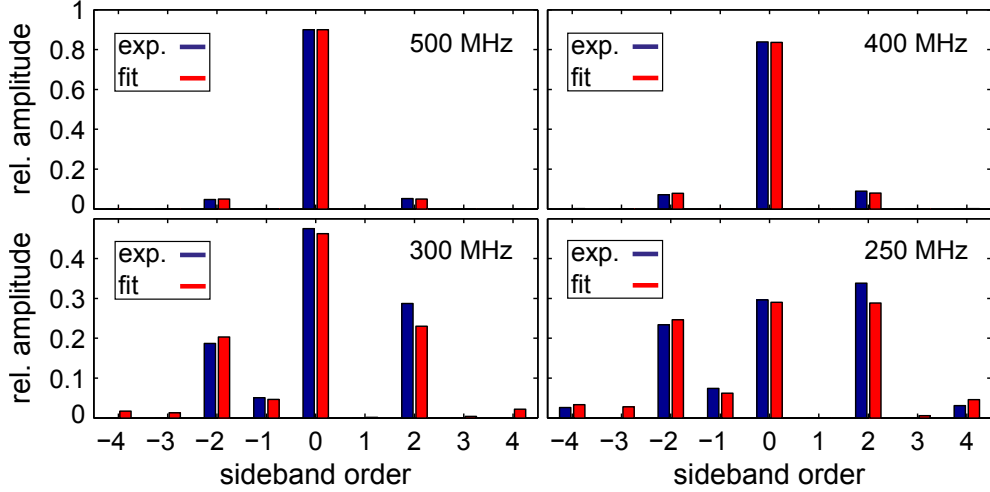 rel. amplitude
1
0.8
0.6
0.4
0.2
0
exp.
fit
500 MHz
exp.
fit
400 MHz
rel. amplitude
0.4
0.3
0.2
0.1
0
exp.
fit
300 MHz
exp.
fit
250 MHz
−4 −3 −2 −1 0 1 2 3 4
−4 −3 −2 −1 0 1 2 3 4
sideband order
sideband order